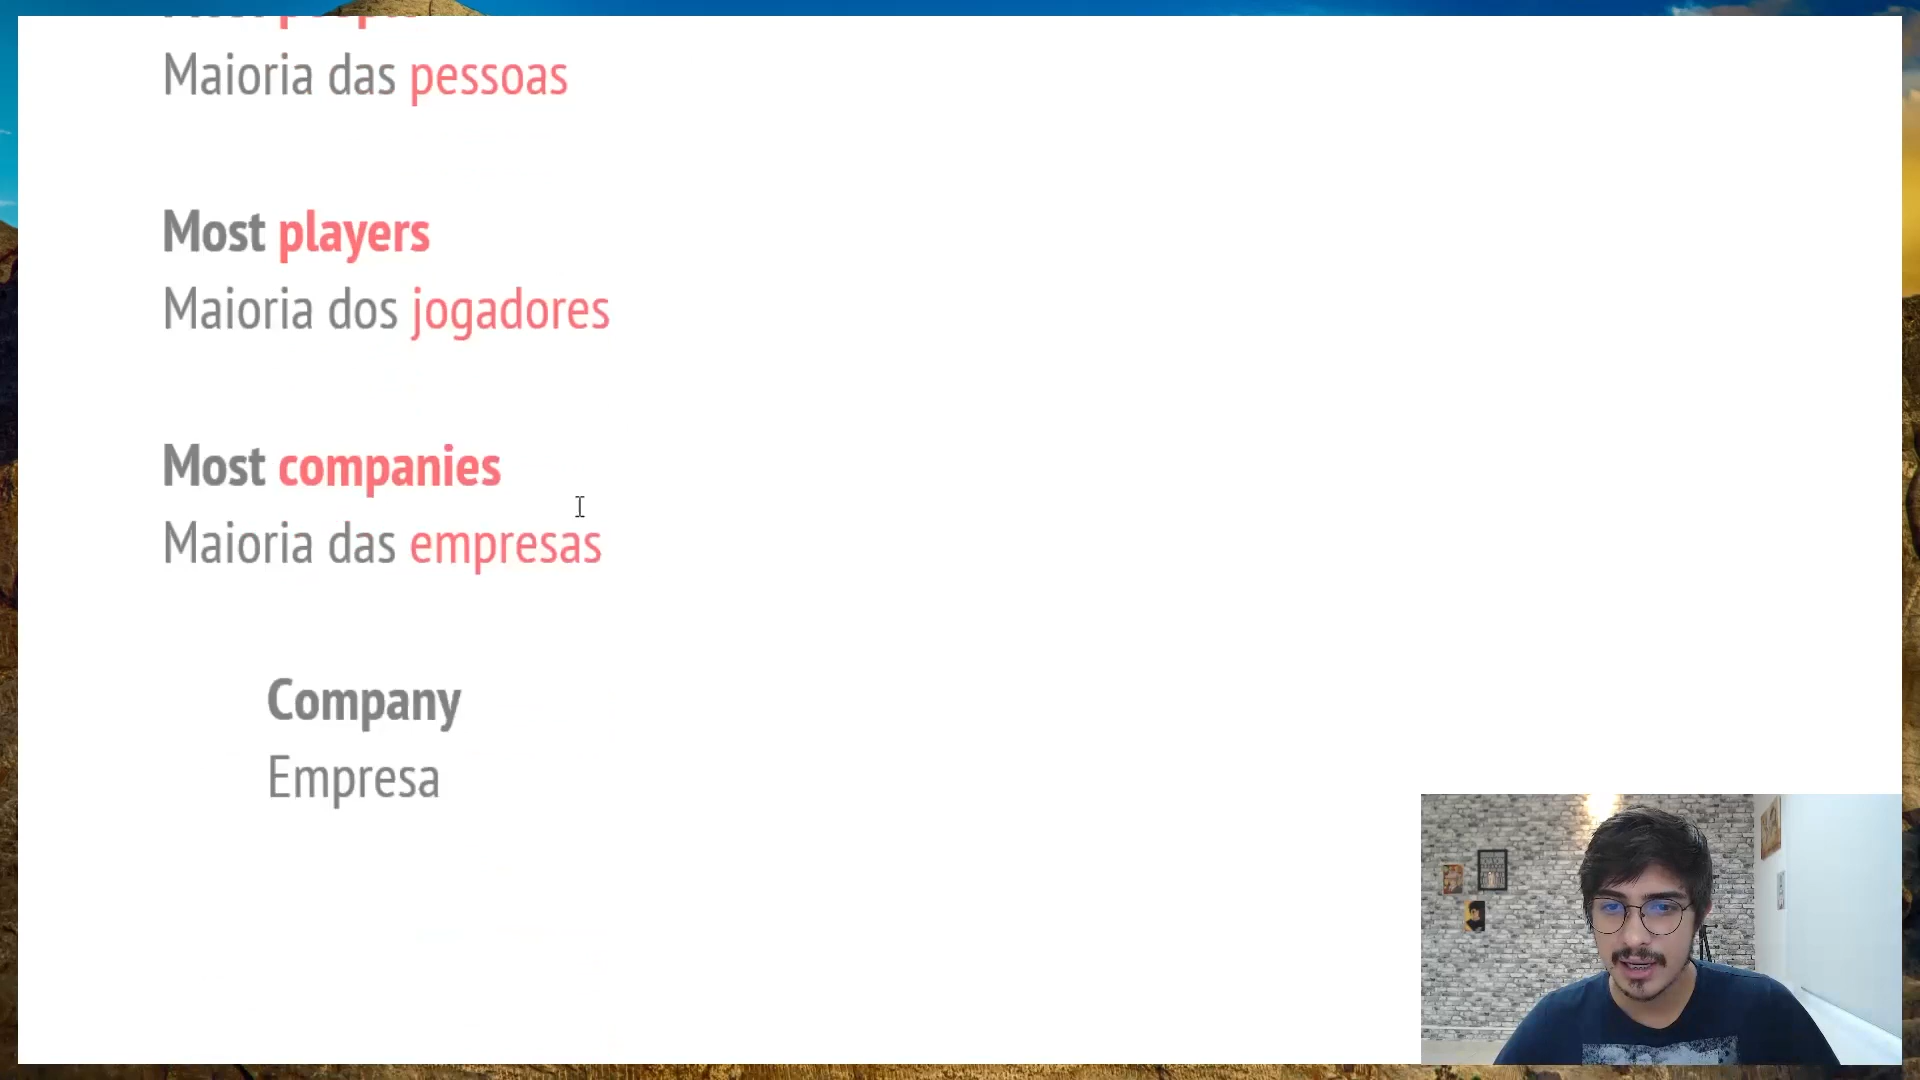 Maioria das pessoas
Most players
Maioria dos jogadores
Most companies
Maioria das empresas
Company
Empresa